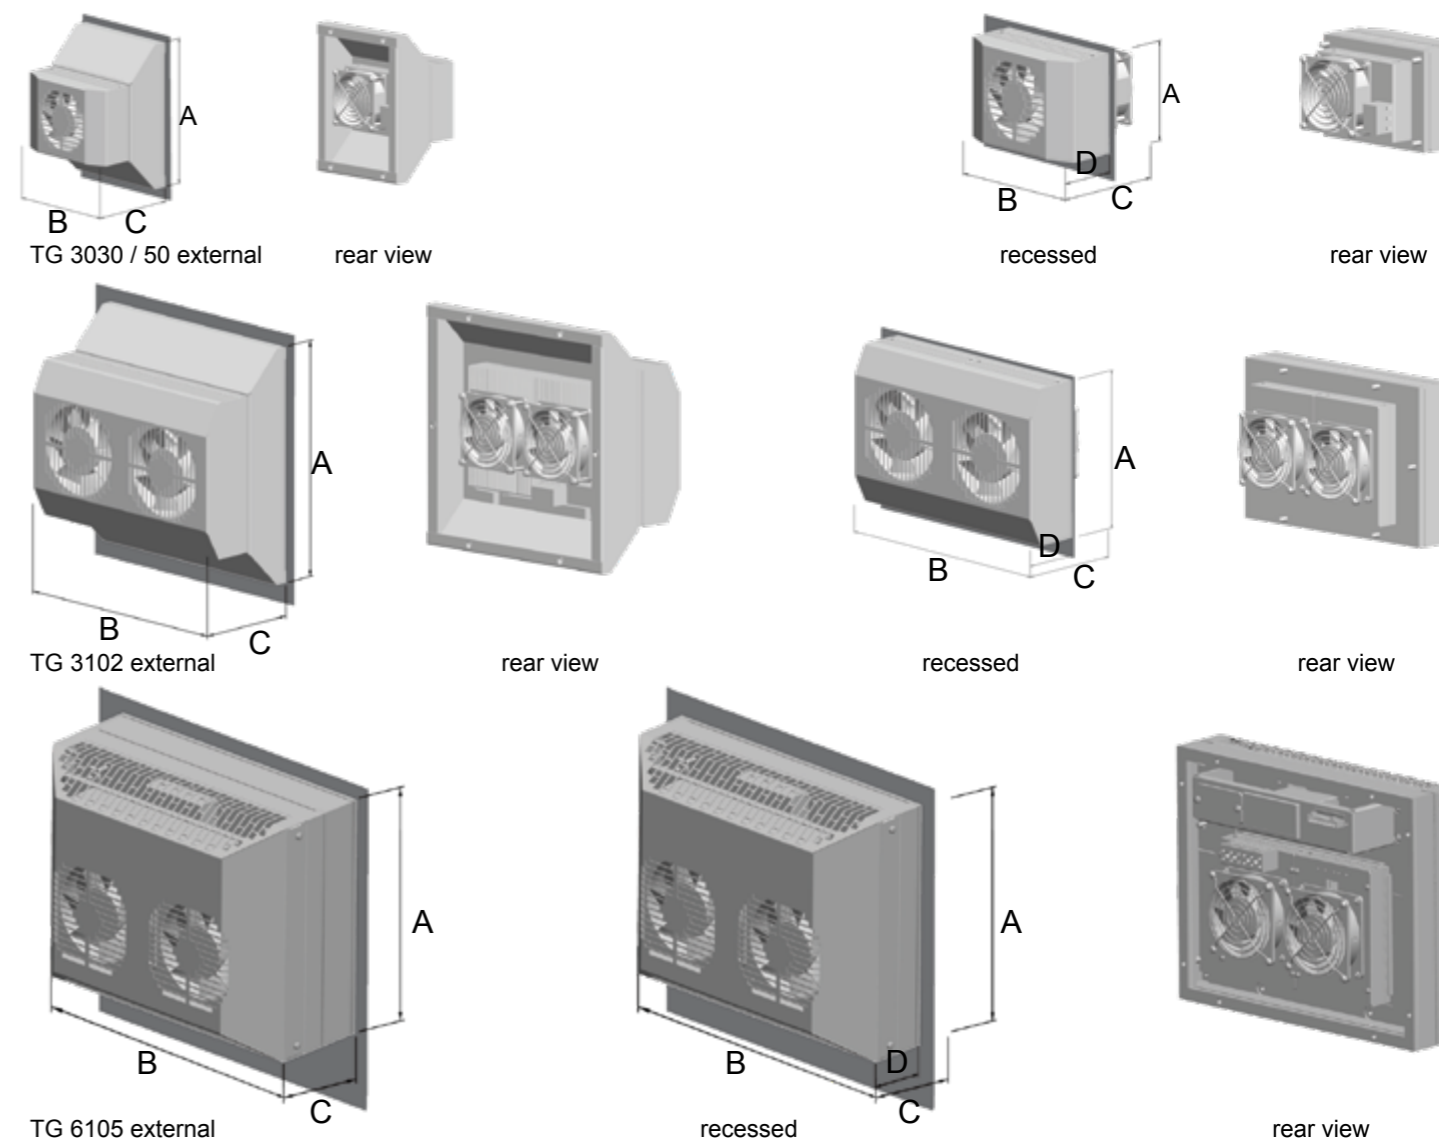 A
B
C
TG 3030 / 50 external
rear view
A
D
B
C
recessed
rear view
A
B
C
TG 3102 external
rear view
A
D
B
C
recessed
rear view
A
B
C
TG 6105 external
A
B
D
C
recessed
rear view